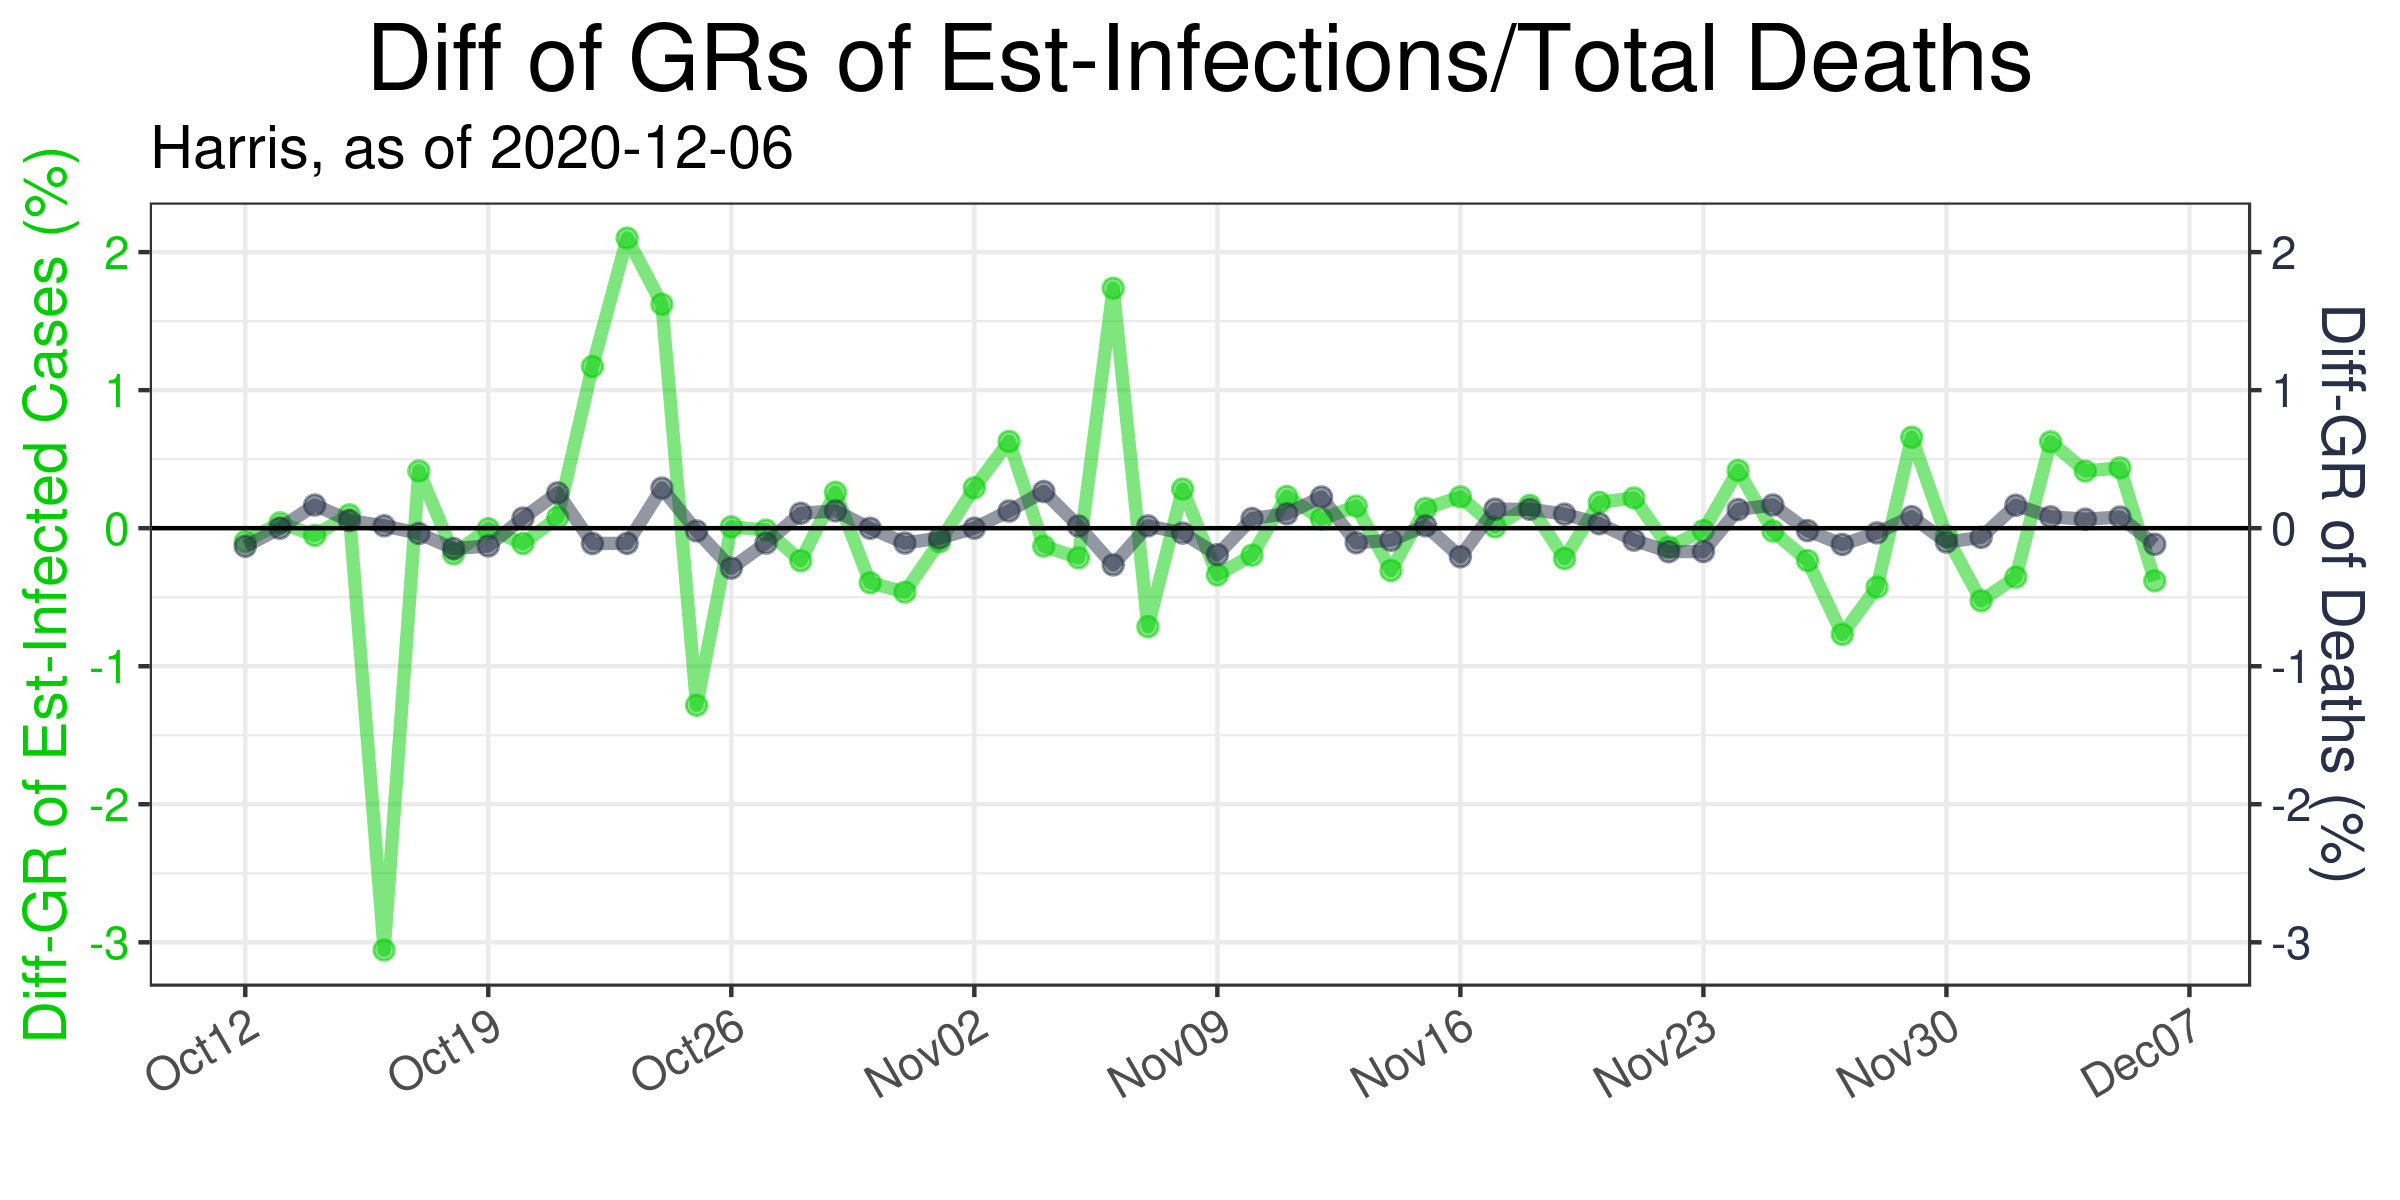 Diff of GRs of Est-Infections/Total Deaths
Harris, as of 2020-12-06
Diff-GR of Est-Infected Cases (%)
2
1
0
-1
-2
-3
2
1
0
-1
-2
-3
Diff-GR of Deaths (%)
Oct12
Oct19
Oct26
Nov02
Nov09
Nov16
Nov23
Nov30
Dec07